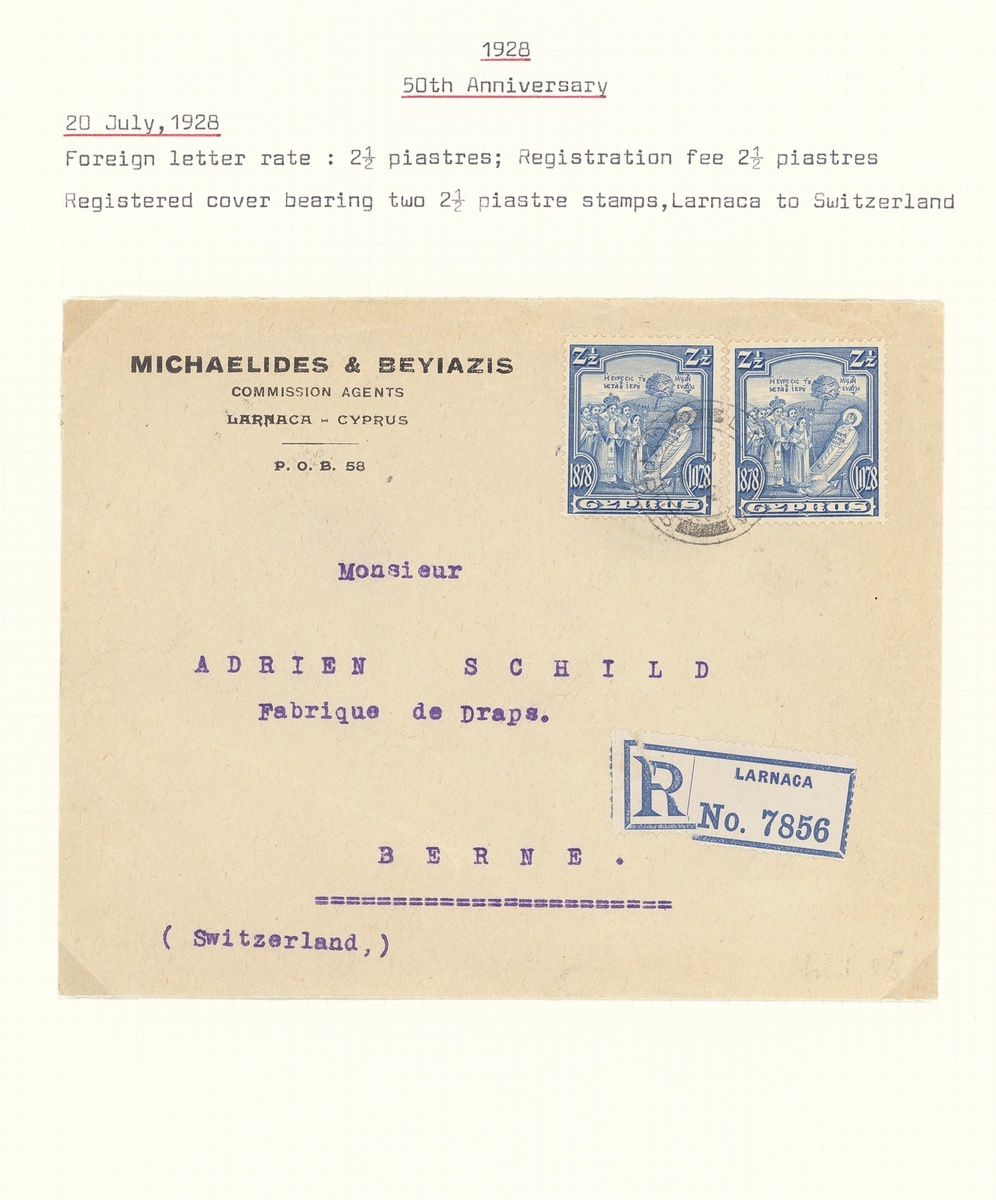 1928
50th Anniversary
20 July,1928
Foreign letter rate : 2½ piastres; Registration fee 2½ piastres
Registered cover bearing two 2½ piastre stamps,Larnaca to Switzerland
MICHAELIDES & BEYIAZIS
COMMISSION AGENTS
LARNACA - CYPRUS
P. O. B. 58
2½ 2½
1878 1928
CYPRUS
2½ 2½
1878 1928
CYPRUS
Monsieur
ADRIEN SCHILD
Fabrique de Draps.
R LARNACA
No. 7856
BERNE.
( Switzerland,)